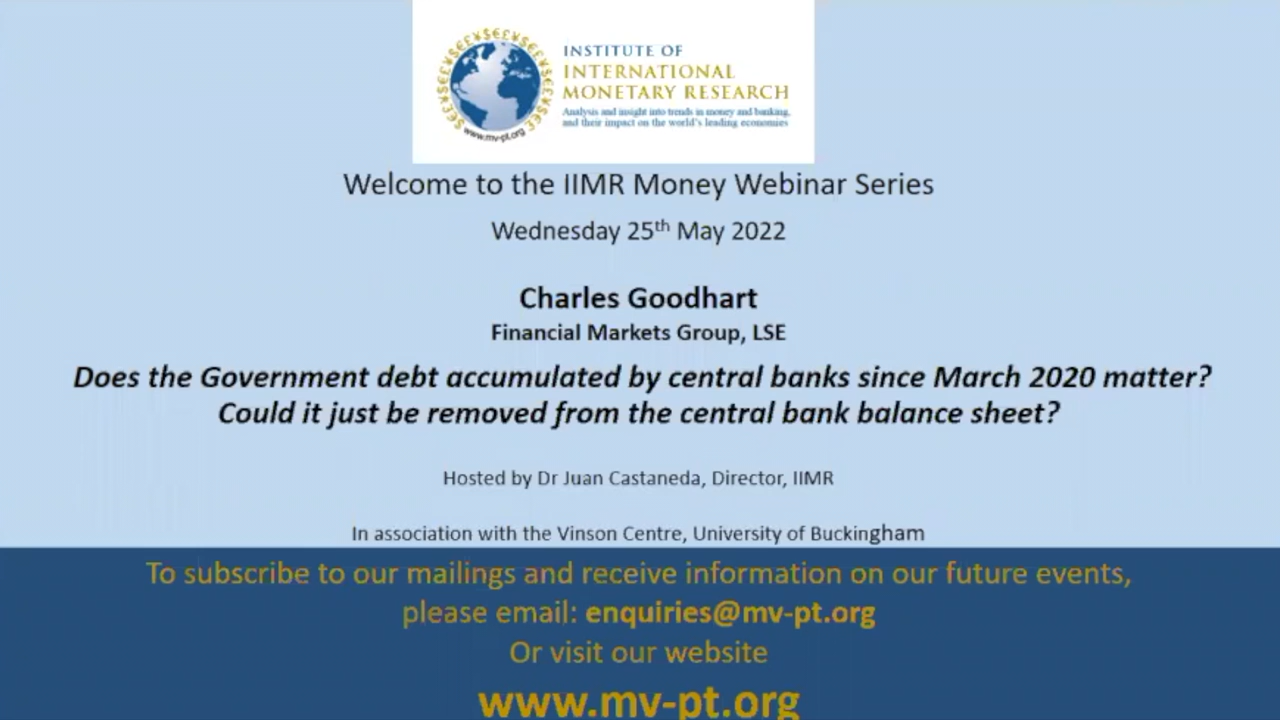 INSTITUTE OF
INTERNATIONAL
MONETARY RESEARCH
Analysis and insight into trends in money and banking,
and their impact on the world's leading economies
www.mv-pt.org
Welcome to the IIMR Money Webinar Series
Wednesday 25th May 2022
Charles Goodhart
Financial Markets Group, LSE
Does the Government debt accumulated by central banks since March 2020 matter?
Could it just be removed from the central bank balance sheet?
Hosted by Dr Juan Castaneda, Director, IIMR
In association with the Vinson Centre, University of Buckingham
To subscribe to our mailings and receive information on our future events,
please email: enquiries@mv-pt.org
Or visit our website
www.mv-pt.org